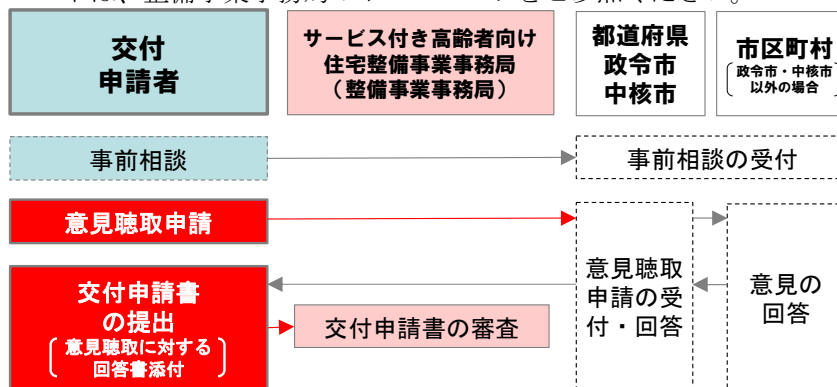 交付
申請者
サービス付き高齢者向け
住宅整備事業事務局
（整備事業事務局）
都道府県
政令市
中核市
市区町村
政令市・中核市
以外の場合
事前相談
事前相談の受付
意見聴取申請
交付申請書
の提出
意見聴取に対する
回答書添付
交付申請書の審査
意見聴取
申請の受
付・回答
意見の
回答